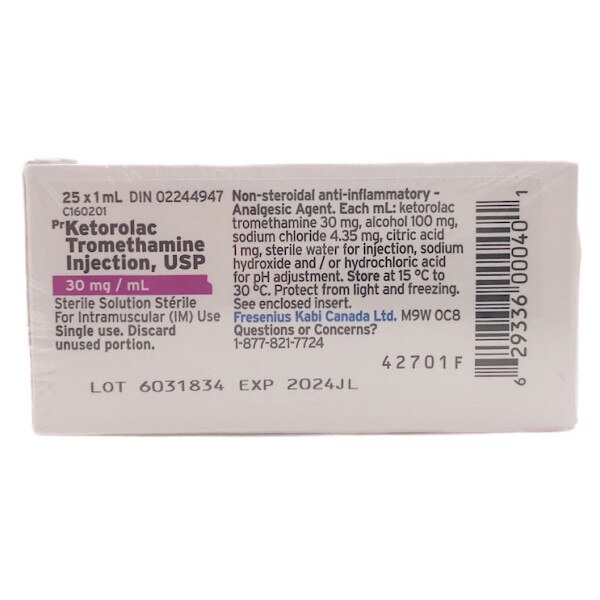 25 x 1 mL DIN 02244947
C160201
PrKetorolac
Tromethamine
Injection, USP
30 mg / mL
Sterile Solution Stérile
For Intramuscular (IM) Use
Single use. Discard
unused portion.
Non-steroidal anti-inflammatory -
Analgesic Agent. Each mL: ketorolac
tromethamine 30 mg, alcohol 100 mg,
sodium chloride 4.35 mg, citric acid
1 mg, sterile water for injection, sodium
hydroxide and / or hydrochloric acid
for pH adjustment. Store at 15 °C to
30 °C. Protect from light and freezing.
See enclosed insert.
Fresenius Kabi Canada Ltd. M9W 0C8
Questions or Concerns?
1-877-821-7724
42701F
LOT 6031834 EXP 2024JL
6 29336 00040 1